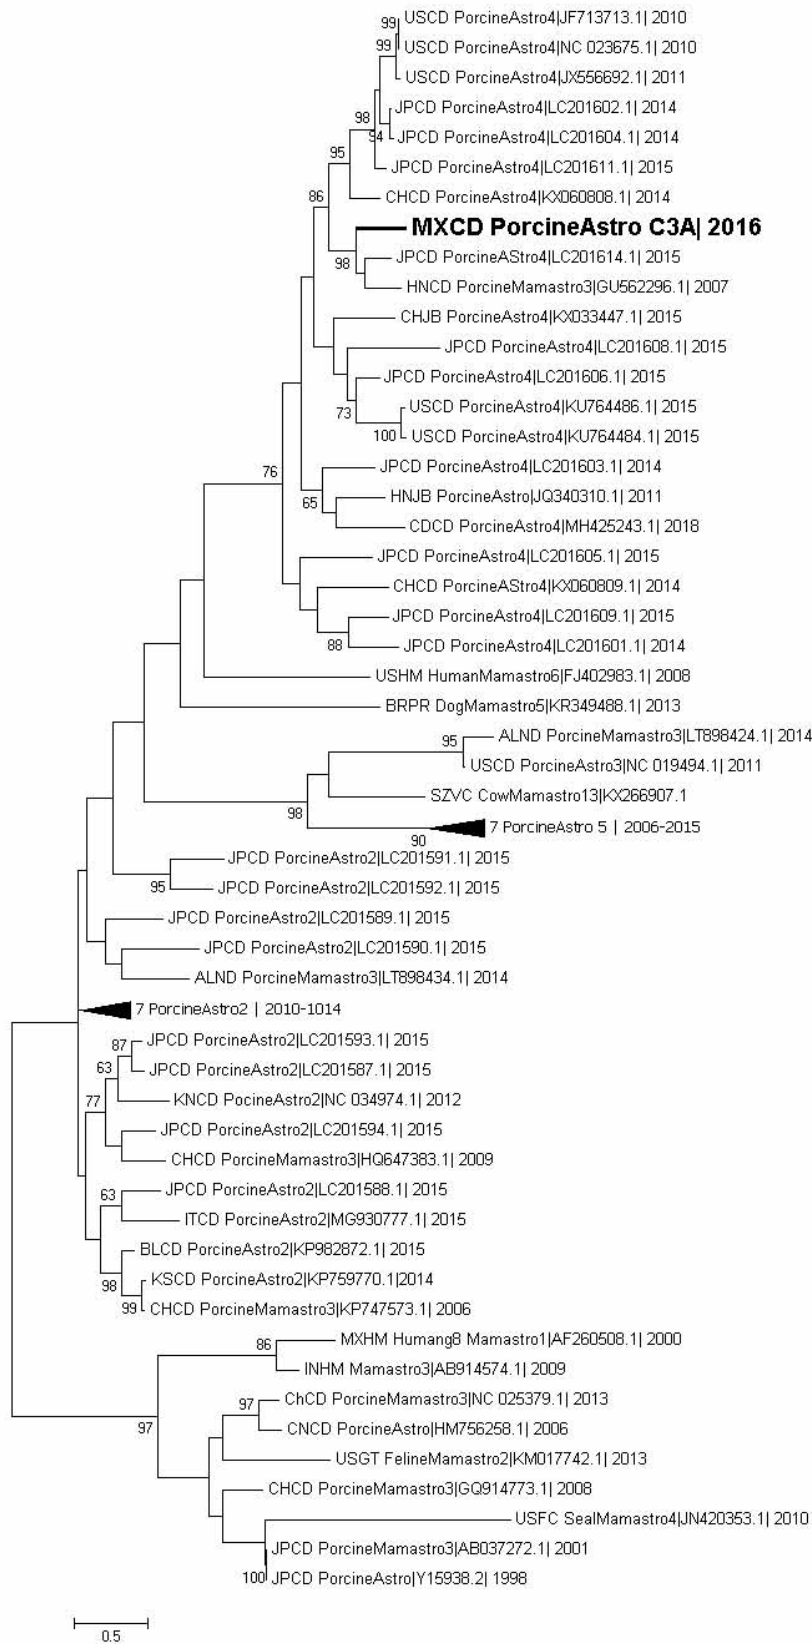 99 USCD PorcineAstro4|JF713713.1| 2010
99 USCD PorcineAstro4|NC 023675.1| 2010
USCD PorcineAstro4|JX556692.1| 2011
98 JPCD PorcineAstro4|LC201602.1| 2014
94 JPCD PorcineAstro4|LC201604.1| 2014
95 JPCD PorcineAstro4|LC201611.1| 2015
86 CHCD PorcineAstro4|KX060808.1| 2014
MXCD PorcineAstro C3A| 2016
98 JPCD PorcineAStro4|LC201614.1| 2015
HNCD PorcineMamastro3|GU562296.1| 2007
CHJB PorcineAstro4|KX033447.1| 2015
JPCD PorcineAstro4|LC201608.1| 2015
JPCD PorcineAstro4|LC201606.1| 2015
73 USCD PorcineAstro4|KU764486.1| 2015
100 USCD PorcineAstro4|KU764484.1| 2015
76 JPCD PorcineAstro4|LC201603.1| 2014
65 HNJB PorcineAstro|JQ340310.1| 2011
CDCD PorcineAstro4|MH425243.1| 2018
JPCD PorcineAstro4|LC201605.1| 2015
CHCD PorcineAStro4|KX060809.1| 2014
JPCD PorcineAstro4|LC201609.1| 2015
88 JPCD PorcineAstro4|LC201601.1| 2014
USHM HumanMamastro6|FJ402983.1| 2008
BRPR DogMamastro5|KR349488.1| 2013
95 ALND PorcineMamastro3|LT898424.1| 2014
USCD PorcineAstro3|NC 019494.1| 2011
SZVC CowMamastro13|KX266907.1
98 7 PorcineAstro 5 | 2006-2015
90
JPCD PorcineAstro2|LC201591.1| 2015
95 JPCD PorcineAstro2|LC201592.1| 2015
JPCD PorcineAstro2|LC201589.1| 2015
JPCD PorcineAstro2|LC201590.1| 2015
ALND PorcineMamastro3|LT898434.1| 2014
7 PorcineAstro2 | 2010-1014
87 JPCD PorcineAstro2|LC201593.1| 2015
63 JPCD PorcineAstro2|LC201587.1| 2015
77 KNCD PocineAstro2|NC 034974.1| 2012
JPCD PorcineAstro2|LC201594.1| 2015
CHCD PorcineMamastro3|HQ647383.1| 2009
63 JPCD PorcineAstro2|LC201588.1| 2015
ITCD PorcineAstro2|MG930777.1| 2015
BLCD PorcineAstro2|KP982872.1| 2015
98 KSCD PorcineAstro2|KP759770.1|2014
99 CHCD PorcineMamastro3|KP747573.1| 2006
86 MXHM Humang8 Mamastro1|AF260508.1| 2000
INHM Mamastro3|AB914574.1| 2009
97 ChCD PorcineMamastro3|NC 025379.1| 2013
97 CNCD PorcineAstro|HM756258.1| 2006
USGT FelineMamastro2|KM017742.1| 2013
CHCD PorcineMamastro3|GQ914773.1| 2008
USFC SealMamastro4|JN420353.1| 2010
JPCD PorcineMamastro3|AB037272.1| 2001
100 JPCD PorcineAstro|Y15938.2| 1998
0.5